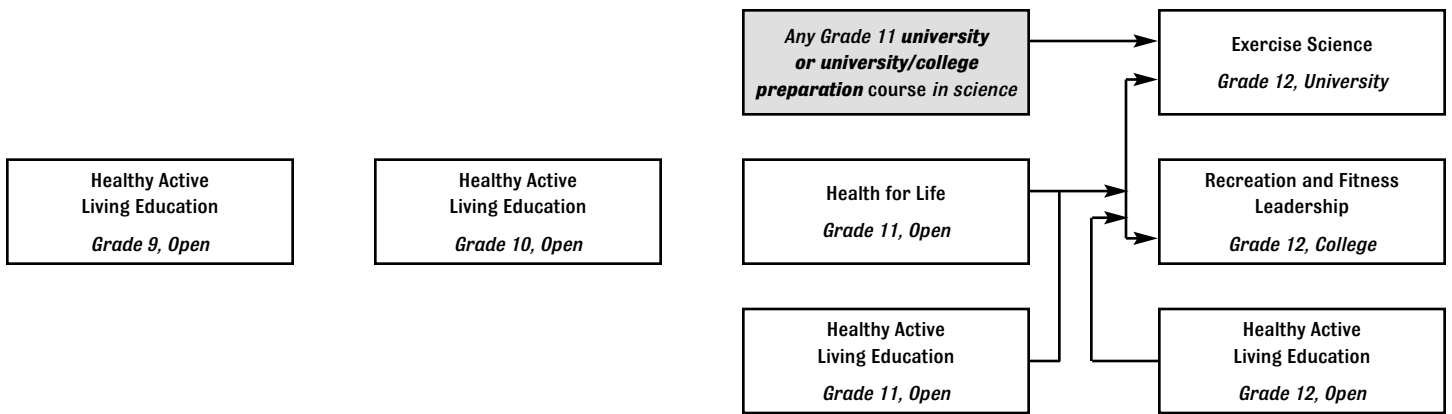 Any Grade 11 university
or university/college
preparation course in science
Exercise Science
Grade 12, University
Healthy Active
Living Education
Grade 9, Open
Healthy Active
Living Education
Grade 10, Open
Health for Life
Grade 11, Open
Recreation and Fitness
Leadership
Grade 12, College
Healthy Active
Living Education
Grade 11, Open
Healthy Active
Living Education
Grade 12, Open